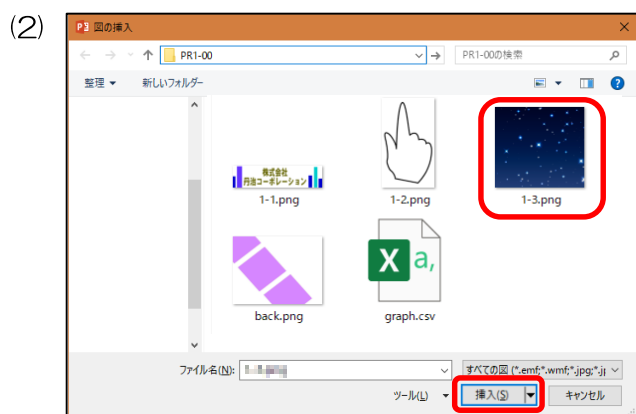 (2)
図の挿入
PR1-00
PR1-00の検索
整理
新しいフォルダー
株式会社
丹治コーポレーション
1-1.png
1-2.png
1-3.png
X a,
back.png
graph.csv
ファイル名(N):
すべての図 (*.emf;*.wmf;*.jpg;*.j
ツール(L)
挿入(S)
キャンセル